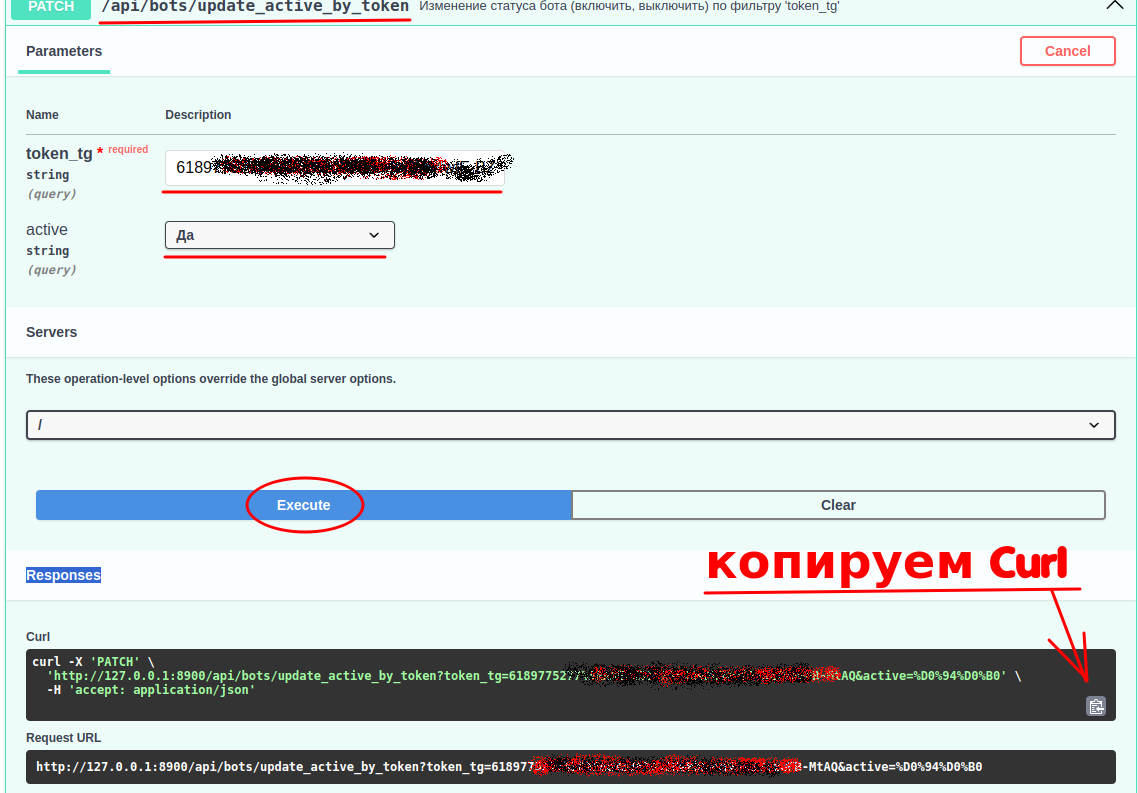 PATCH /api/bots/update_active_by_token Изменение статуса бота (включить, выключить) по фильтру 'token_tg'
Parameters
Cancel
Name Description
token_tg * required
string
(query)
6189
active
string
(query)
Да
Servers
These operation-level options override the global server options.
/
Execute
Clear
копируем Curl
Responses
Curl
curl -X 'PATCH' \
'http://127.0.0.1:8900/api/bots/update_active_by_token?token_tg=618977527 -MtAQ&active=%D0%94%D0%B0' \
-H 'accept: application/json'
Request URL
http://127.0.0.1:8900/api/bots/update_active_by_token?token_tg=618977 -MtAQ&active=%D0%94%D0%B0